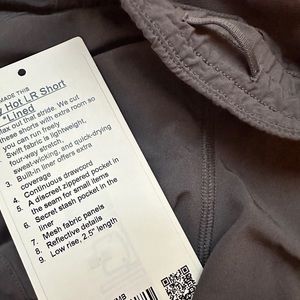 MADE THIS
Hot LR Short
*Lined
Max out that stride. We cut
these shorts with extra room so
you can run freely
Swift fabric is lightweight,
four-way stretch,
sweat-wicking, and quick-drying
Built-in liner offers extra
coverage
3.
4. Continuous drawcord
5. A discreet zippered pocket in
the seam for small items
6. Secret stash pocket in the
liner
7. Mesh fabric panels
8. Reflective details
9. Low rise, 2.5" length